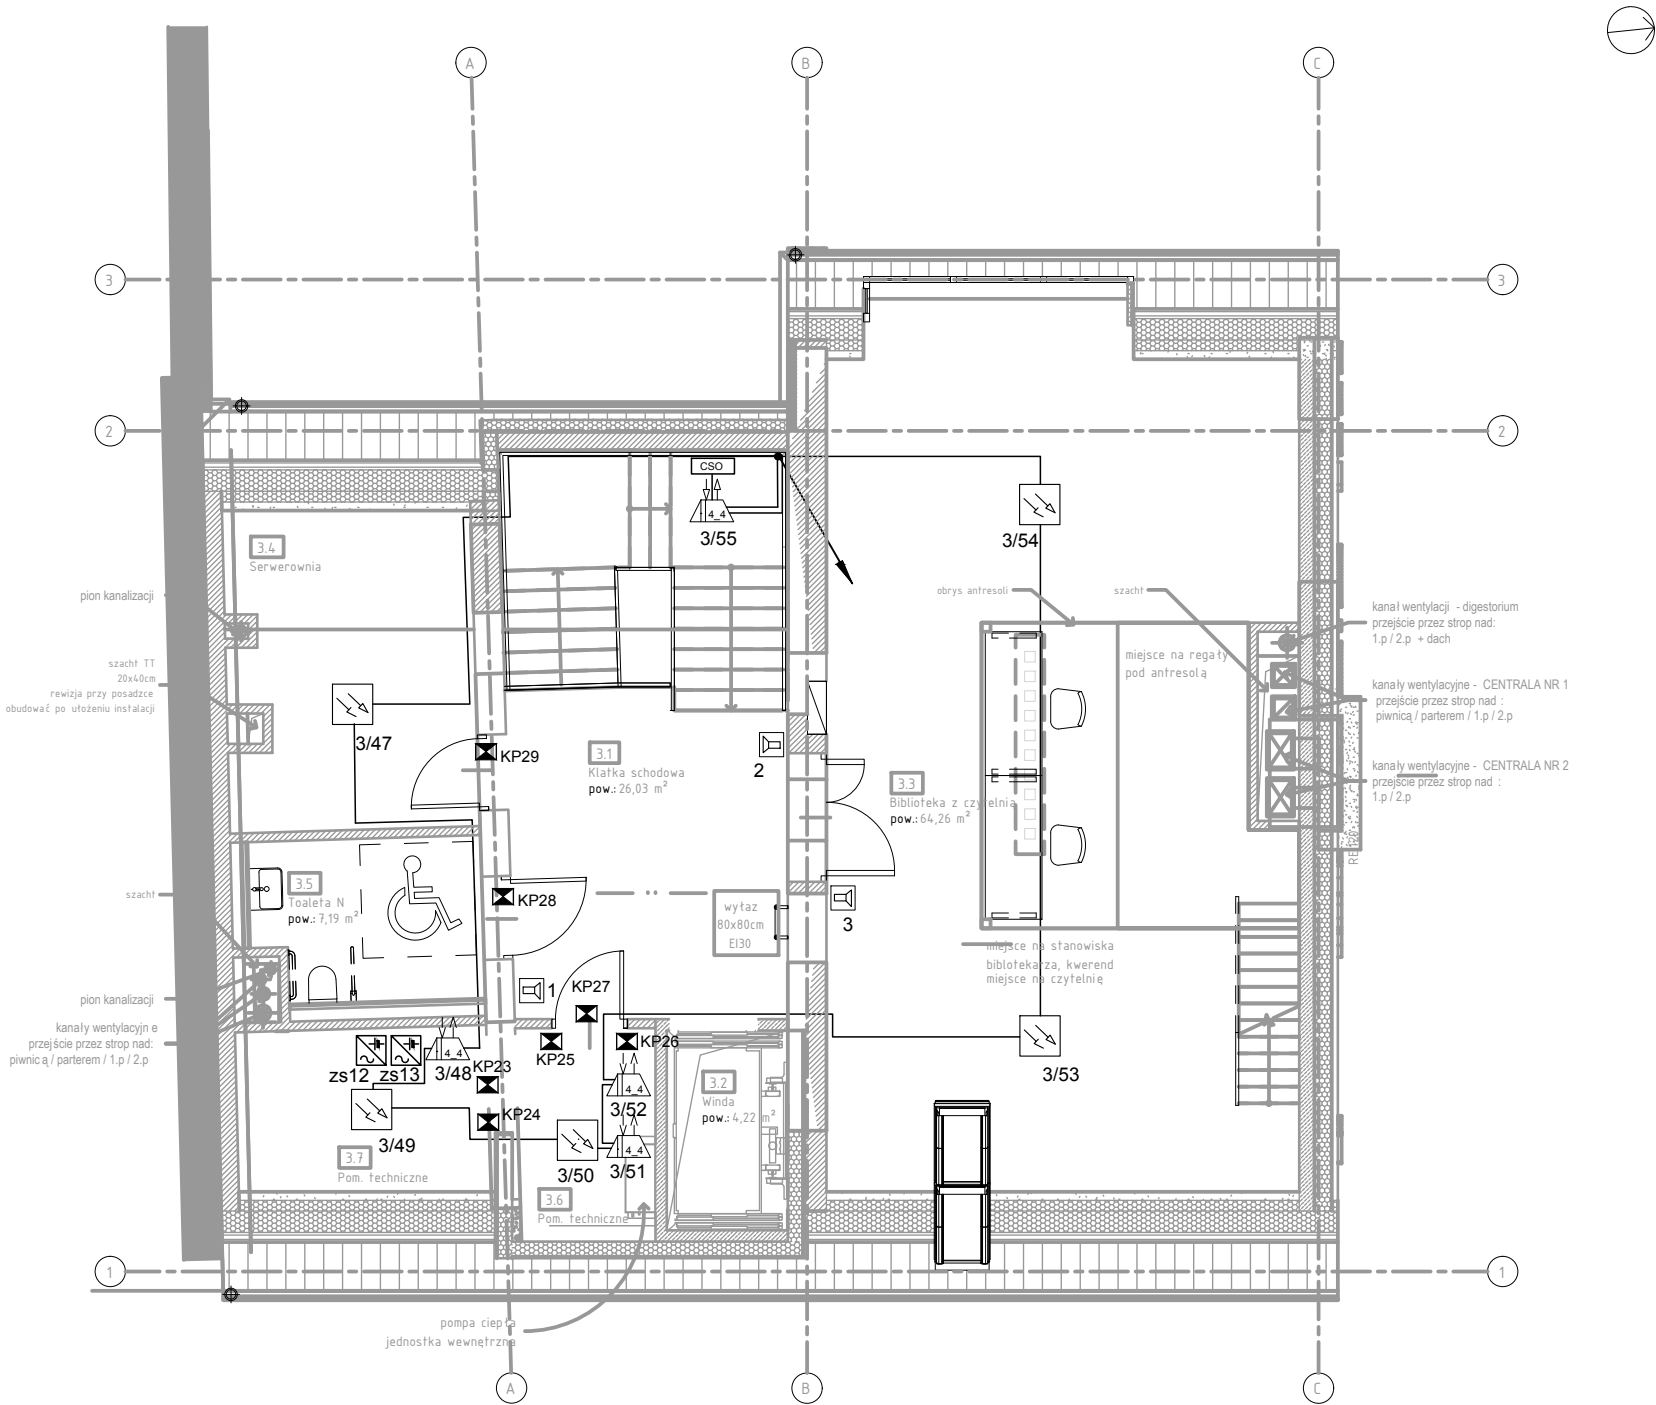 A
B
C
3
3
2
2
CSO
4_4
3/55
3/54
3.4
Serwerownia
pion kanalizacji
obrys antresoli
szacht
kanał wentylacji - digestorium
przejście przez strop nad:
1.p / 2.p + dach
miejsce na regały
pod antresolą
szacht TT
20x40cm
rewizja przy posadzce
obudować po ułożeniu instalacji
kanały wentylacyjne - CENTRALA NR 1
przejście przez strop nad :
piwnicą / parterem / 1.p / 2.p
3/47
KP29
3.1
Klatka schodowa
pow.: 26,03 m²
2
3.3
Biblioteka z czytelnia
pow.: 64,26 m²
kanały wentylacyjne - CENTRALA NR 2
przejście przez strop nad :
1.p / 2.p
szacht
3.5
Toaleta N
pow.: 7,19 m²
KP28
wyłaz
80x80cm
EI30
3
miejsce na stanowiska
biblotekarza, kwerend
miejsce na czytelnię
pion kanalizacji
kanały wentylacyjn e
przejście przez strop nad:
piwnicą / parterem / 1.p / 2.p
1
KP27
KP25
KP26
zs12
zs13
4_4
3/48
KP23
KP24
4_4
3/52
3.2
Winda
pow.: 4,22 m²
3/53
3/49
3/50
4_4
3/51
3.7
Pom. techniczne
3.6
Pom. techniczne
1
1
pompa ciepła
jednostka wewnętrzna
A
B
C